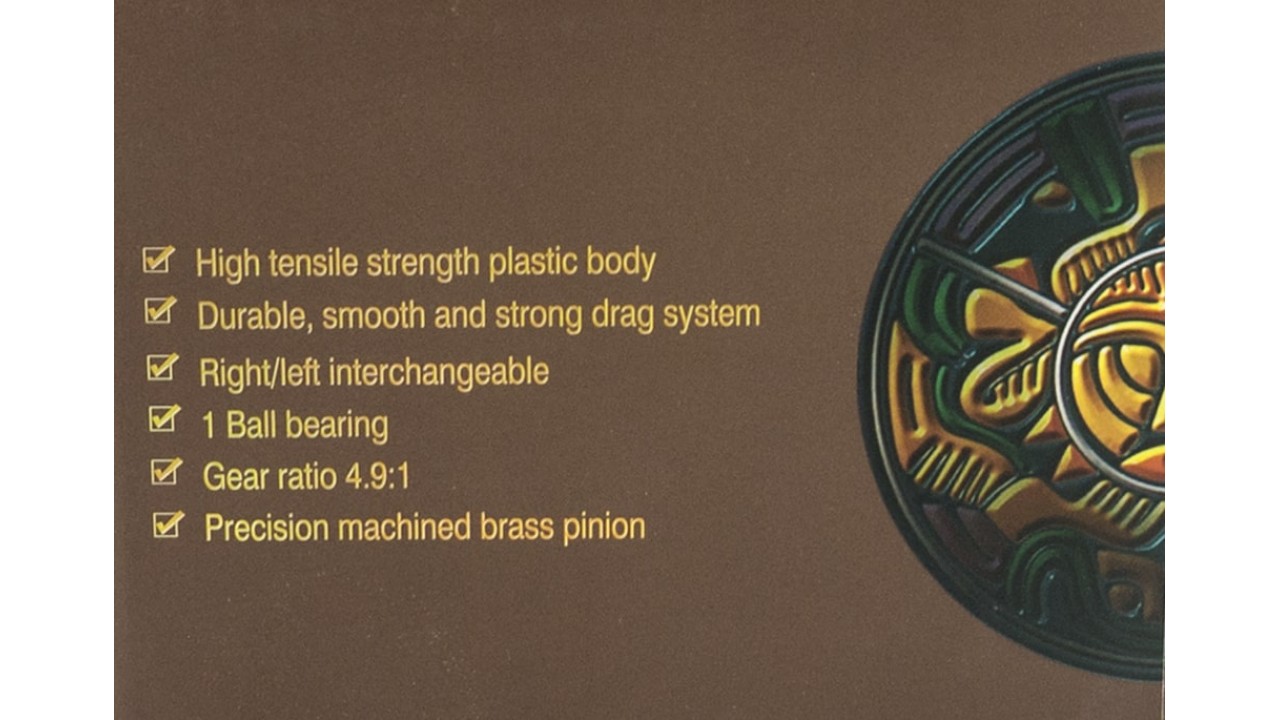 High tensile strength plastic body
Durable, smooth and strong drag system
Right/left interchangeable
1 Ball bearing
Gear ratio 4.9:1
Precision machined brass pinion